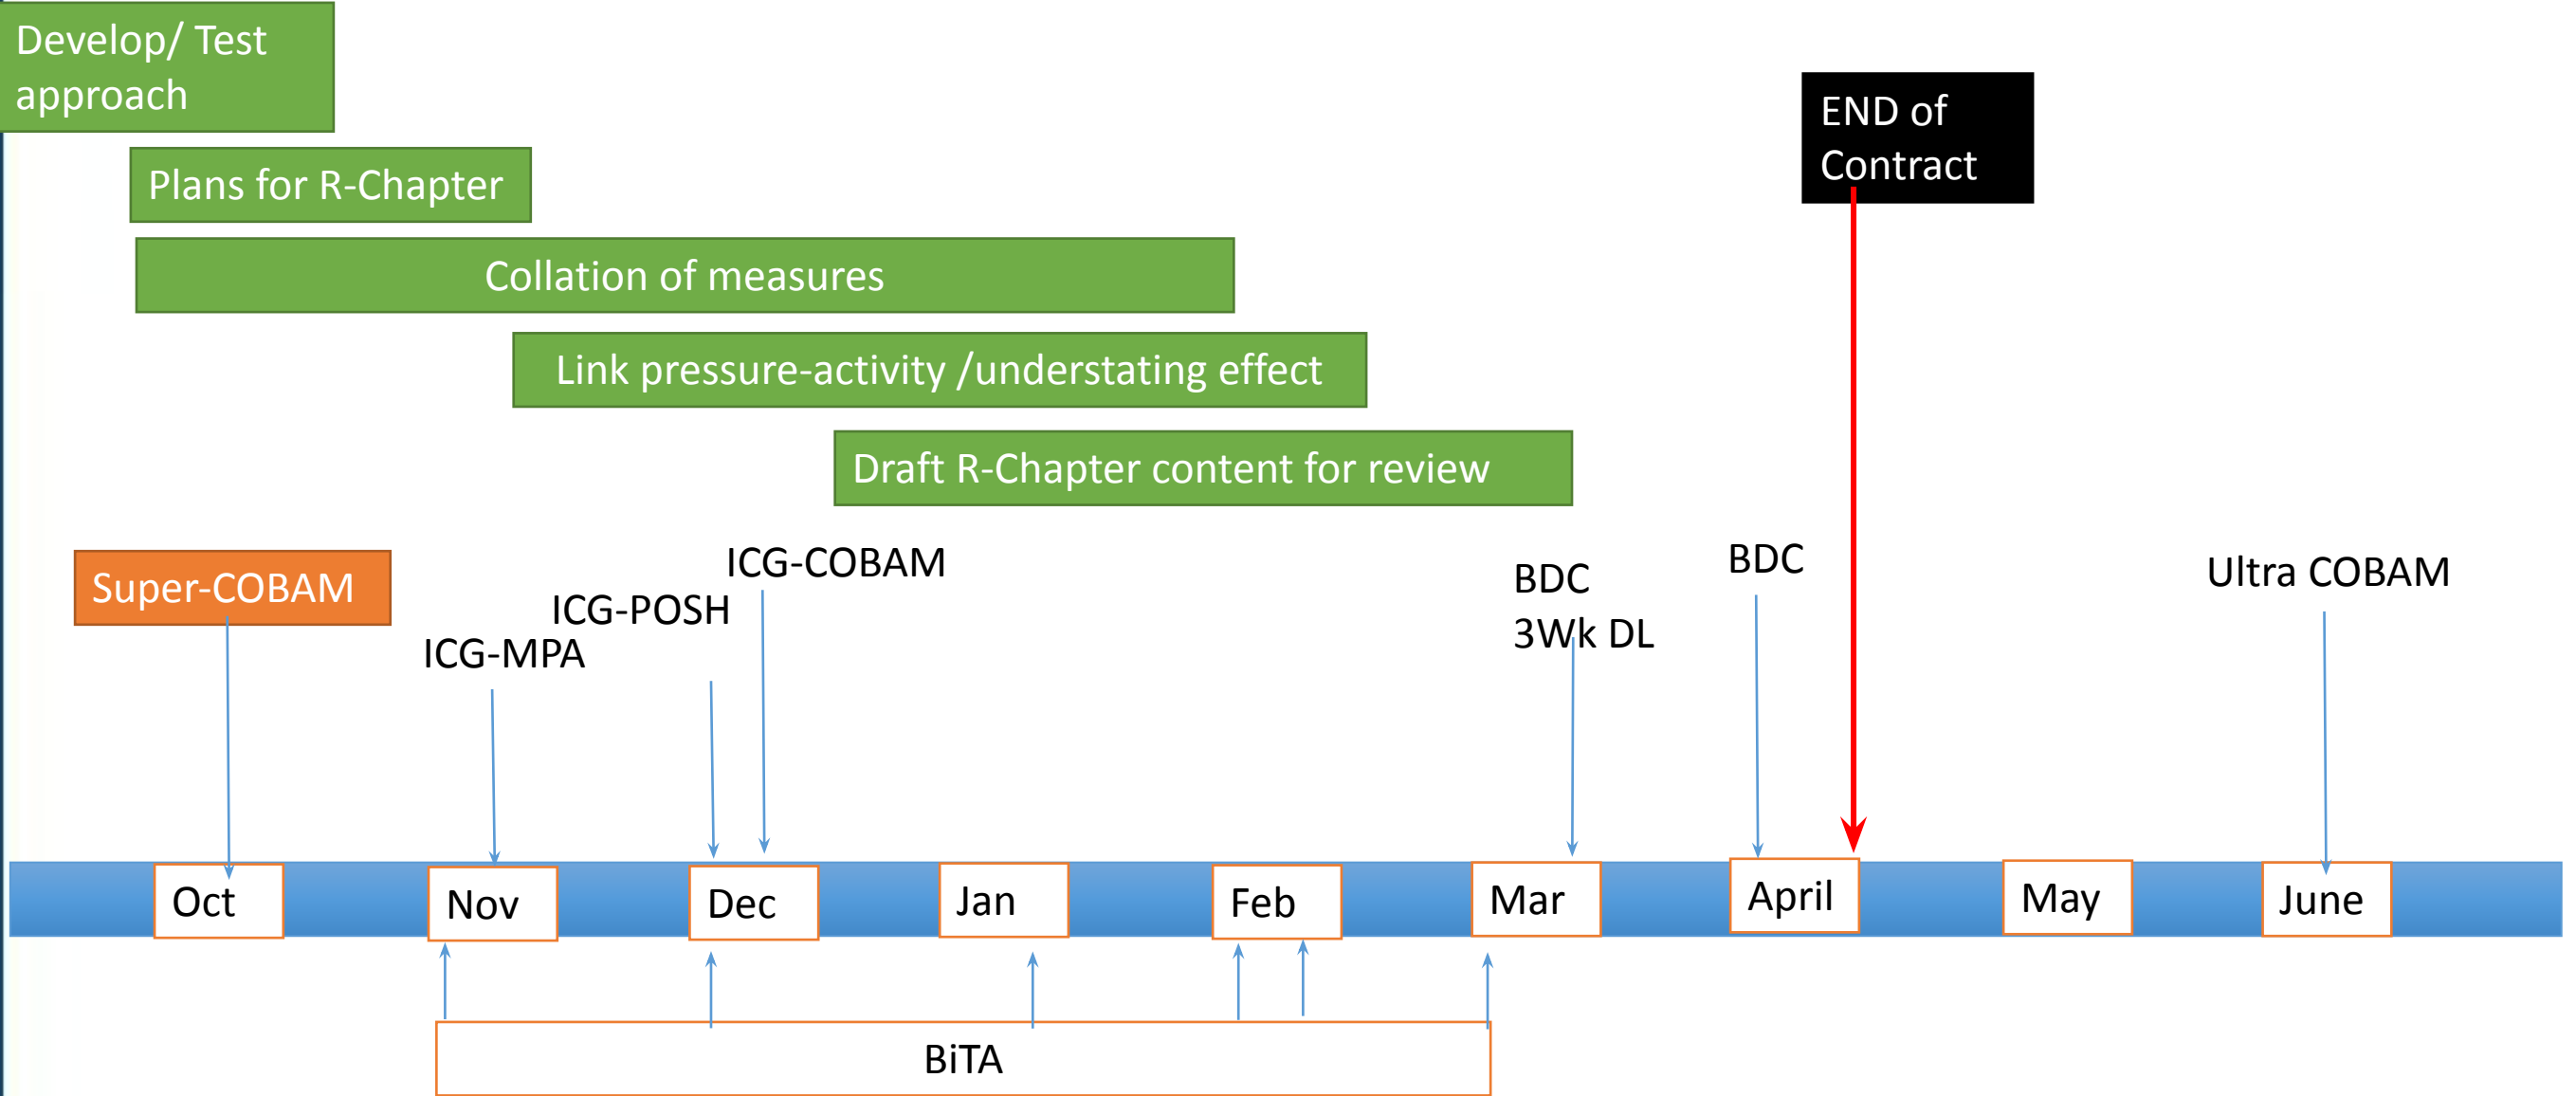 Develop/ Test
approach
END of
Contract
Plans for R-Chapter
Collation of measures
Link pressure-activity /understating effect
Draft R-Chapter content for review
Super-COBAM
ICG-MPA
ICG-POSH
ICG-COBAM
BDC
3Wk DL
BDC
Ultra COBAM
Oct
Nov
Dec
Jan
Feb
Mar
April
May
June
BiTA